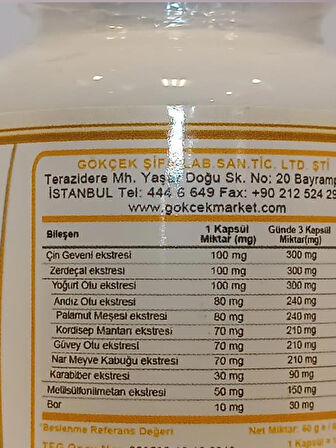 GÖKÇEK ŞİFA LAB.SAN.TİC. LTD. ŞTİ
Terazidere Mh. Yaşar Doğu Sk. No: 20 Bayramp
İSTANBUL Tel: 444 6 649 Fax: +90 212 524 29
www.gokcekmarket.com
Bileşen 1 Kapsül Miktar (mg) Günde 3 Kapsül Miktar(mg)
Çin Geveni ekstresi 100 mg 300 mg
Zerdeçal ekstresi 100 mg 300 mg
Yoğurt Otu ekstresi 100 mg 300 mg
Andız Otu ekstresi 80 mg 240 mg
Palamut Meşesi ekstresi 80 mg 240 mg
Kordisep Mantarı ekstresi 70 mg 210 mg
Güvey Otu ekstresi 70 mg 210 mg
Nar Meyve Kabuğu ekstresi 70 mg 210 mg
Karabiber ekstresi 30 mg 90 mg
Metilsülfonilmetan ekstresi 50 mg 150 mg
Bor 10 mg 30 mg
*Beslenme Referans Değeri Net Miktar: 60 g